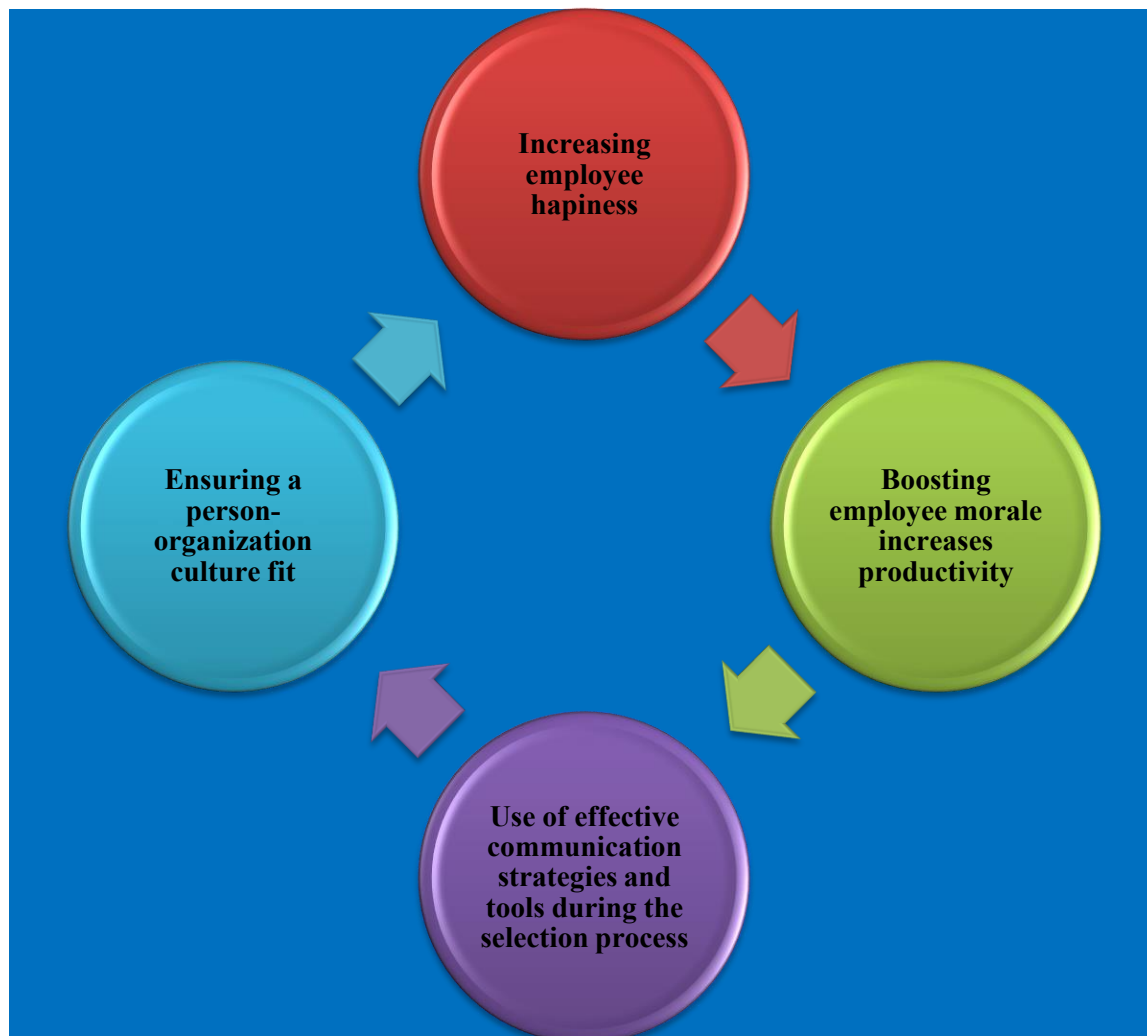 Increasing
employee
hapiness
Ensuring a
person-
organization
culture fit
Boosting
employee morale
increases
productivity
Use of effective
communication
strategies and
tools during the
selection process